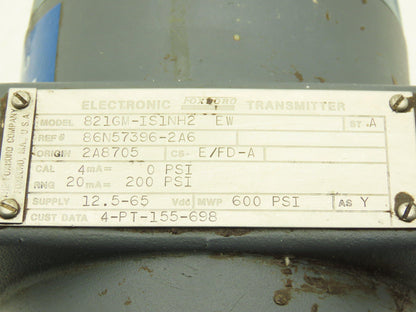 ELECTRONIC FOXBORO TRANSMITTER
MODEL 821GM-IS1NH2 EW ST. A
REF # 86N57396-2A6
ORIGIN 2A8705 CS- E/FD-A
CAL 4mA= 0 PSI
RNG 20mA= 200 PSI
SUPPLY 12.5-65 Vdc MWP 600 PSI AS Y
CUST DATA 4-PT-155-698
FOXBORO COMPANY
FOXBORO, MA, U.S.A.